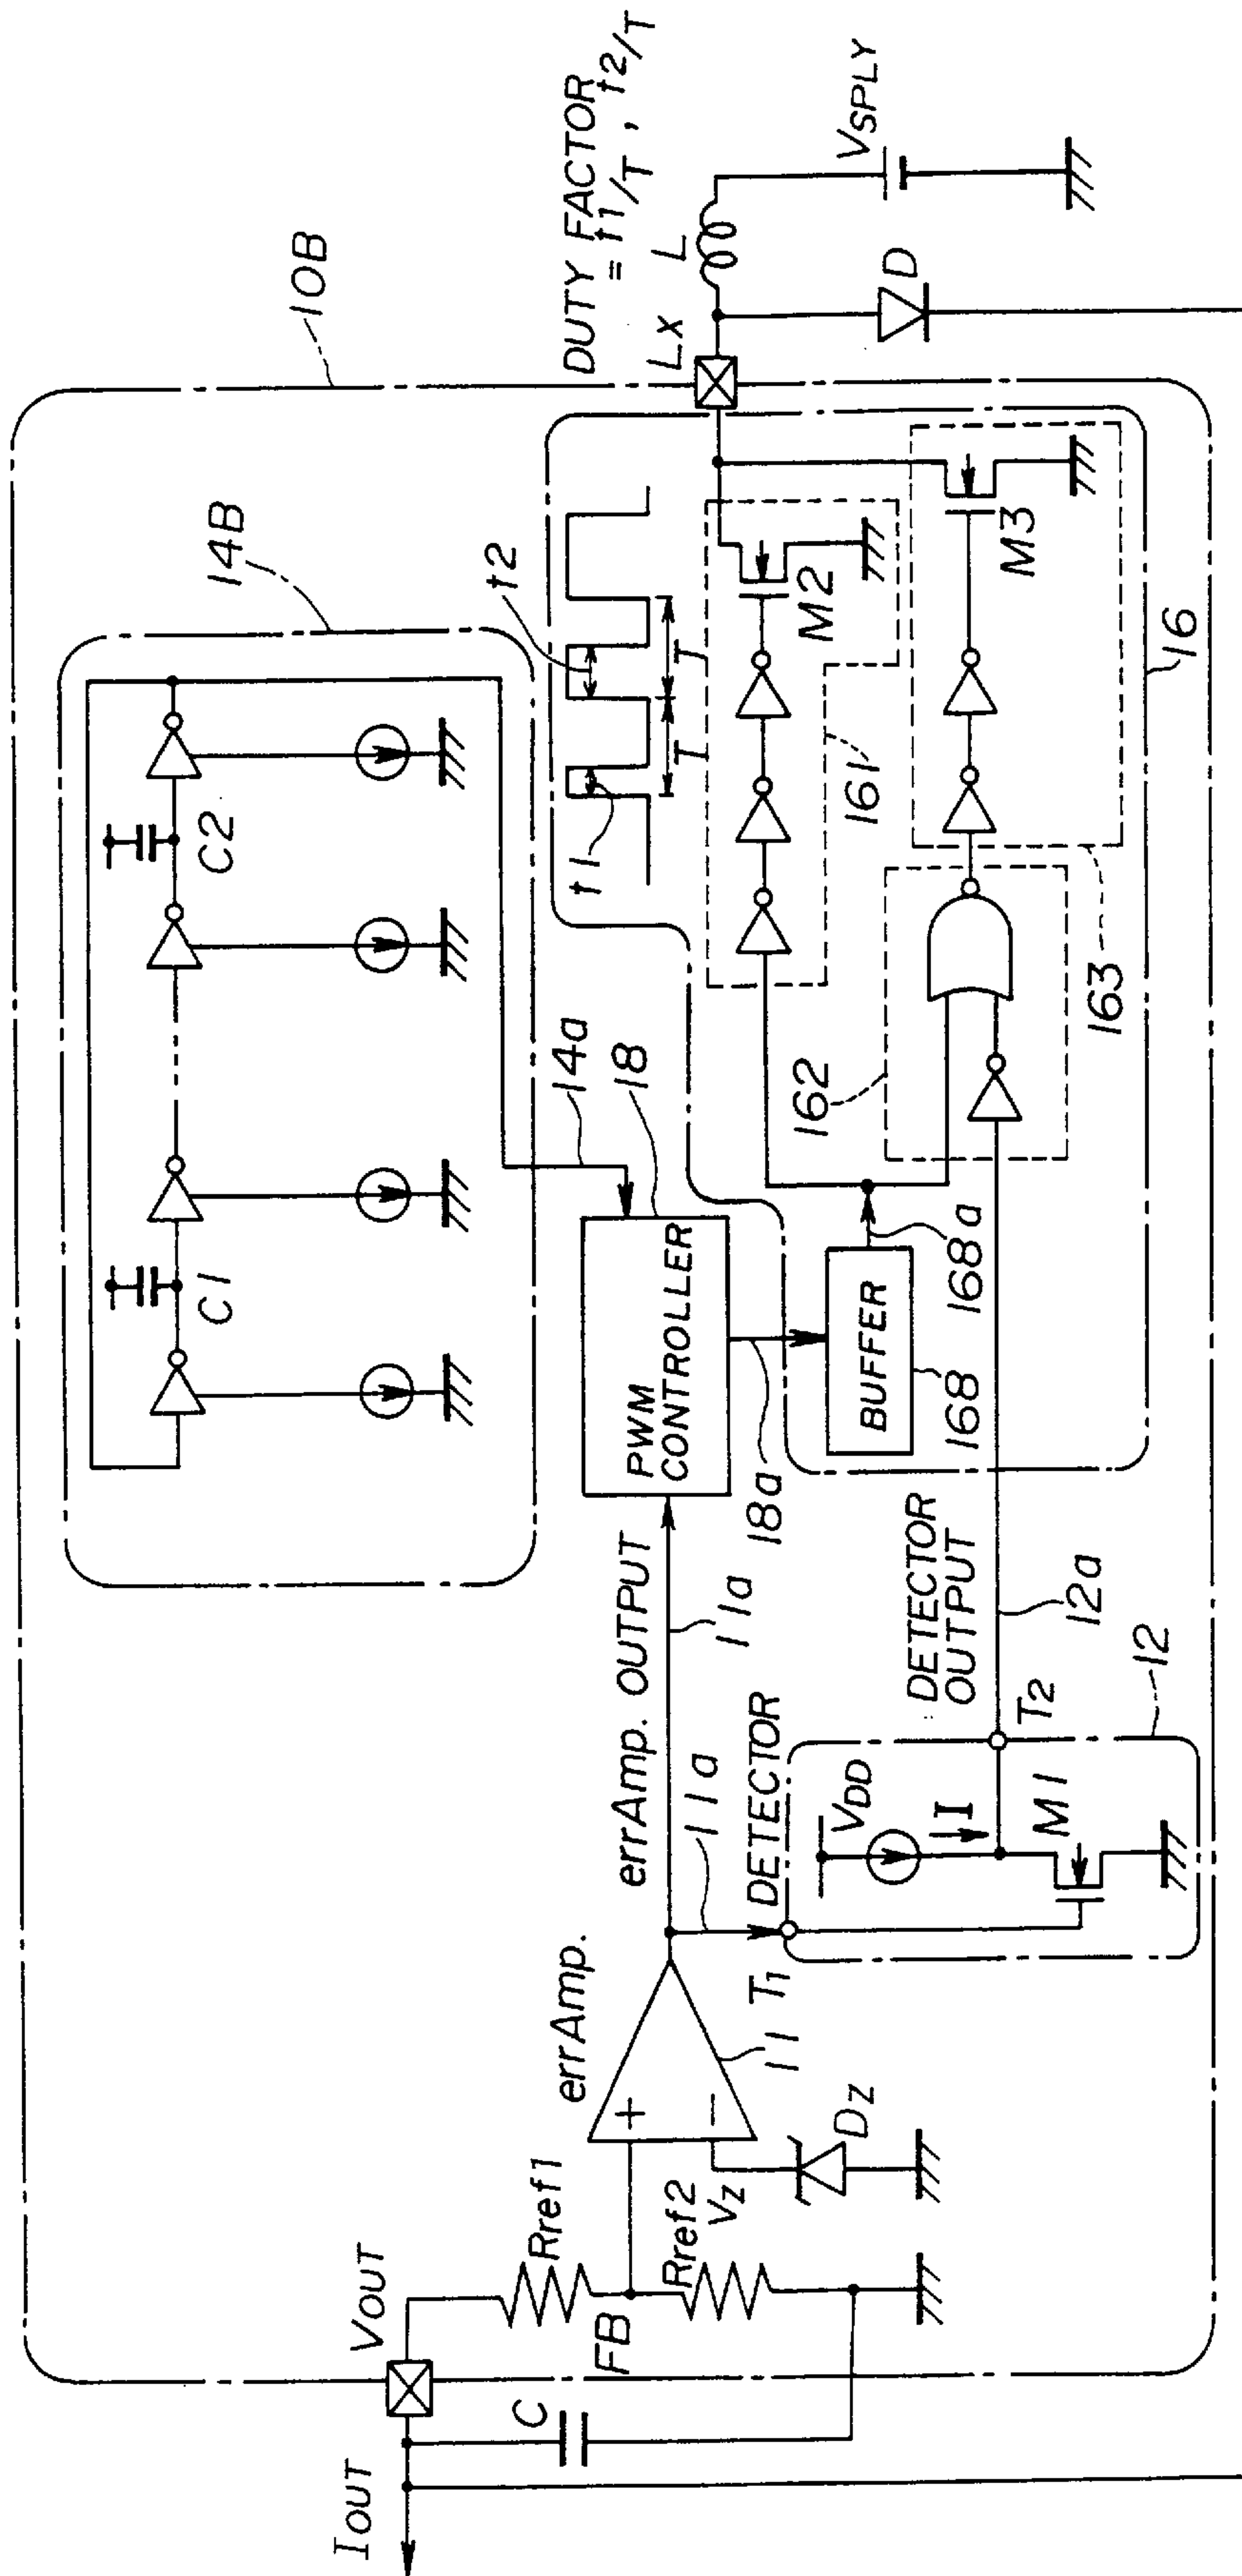 10B
14B
C1
C2
14a
18
PWM
CONTROLLER
18a
DUTY FACTOR
= t1/T , t2/T
t1
t2
T
T
LX
L
VSPLY
D
IOUT
VOUT
C
Rref1
FB
Rref2
VZ
DZ
errAmp.
+
−
11
errAmp. OUTPUT
11a
11a
T1
DETECTOR
VDD
I
M1
T2
12
DETECTOR
OUTPUT
12a
BUFFER
168
168a
161
M2
162
163
M3
16